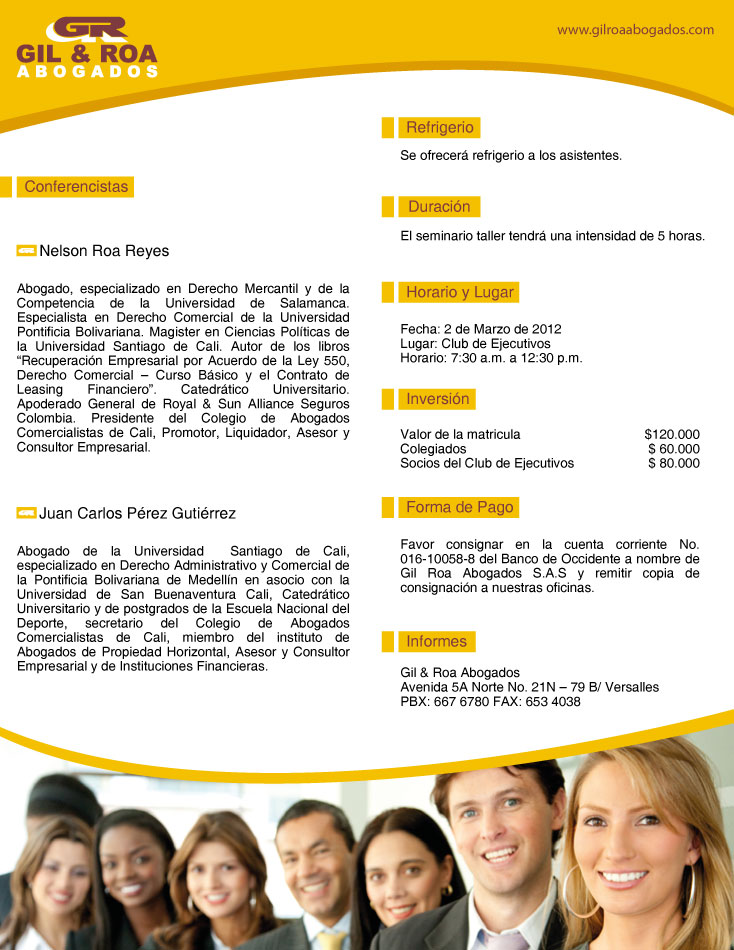 GR
GIL & ROA
ABOGADOS
www.gilroaabogados.com
Conferencistas
GR Nelson Roa Reyes
Abogado, especializado en Derecho Mercantil y de la
Competencia de la Universidad de Salamanca.
Especialista en Derecho Comercial de la Universidad
Pontificia Bolivariana. Magister en Ciencias Políticas de
la Universidad Santiago de Cali. Autor de los libros
“Recuperación Empresarial por Acuerdo de la Ley 550,
Derecho Comercial – Curso Básico y el Contrato de
Leasing Financiero”. Catedrático Universitario.
Apoderado General de Royal & Sun Alliance Seguros
Colombia. Presidente del Colegio de Abogados
Comercialistas de Cali, Promotor, Liquidador, Asesor y
Consultor Empresarial.
GR Juan Carlos Pérez Gutiérrez
Abogado de la Universidad Santiago de Cali,
especializado en Derecho Administrativo y Comercial de
la Pontificia Bolivariana de Medellín en asocio con la
Universidad de San Buenaventura Cali, Catedrático
Universitario y de postgrados de la Escuela Nacional del
Deporte, secretario del Colegio de Abogados
Comercialistas de Cali, miembro del instituto de
Abogados de Propiedad Horizontal, Asesor y Consultor
Empresarial y de Instituciones Financieras.
Refrigerio
Se ofrecerá refrigerio a los asistentes.
Duración
El seminario taller tendrá una intensidad de 5 horas.
Horario y Lugar
Fecha: 2 de Marzo de 2012
Lugar: Club de Ejecutivos
Horario: 7:30 a.m. a 12:30 p.m.
Inversión
Valor de la matricula $120.000
Colegiados $ 60.000
Socios del Club de Ejecutivos $ 80.000
Forma de Pago
Favor consignar en la cuenta corriente No.
016-10058-8 del Banco de Occidente a nombre de
Gil Roa Abogados S.A.S y remitir copia de
consignación a nuestras oficinas.
Informes
Gil & Roa Abogados
Avenida 5A Norte No. 21N – 79 B/ Versalles
PBX: 667 6780 FAX: 653 4038